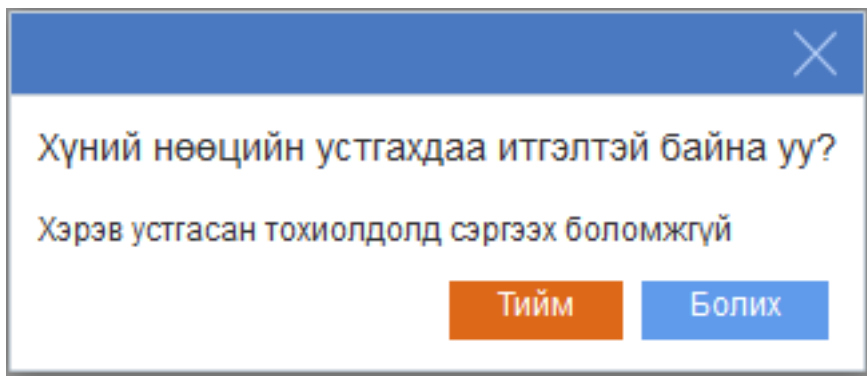 Хүний нөөцийн устгахдаа итгэлтэй байна уу?
Хэрэв устгасан тохиолдолд сэргээх боломжгүй
Тийм
Болих